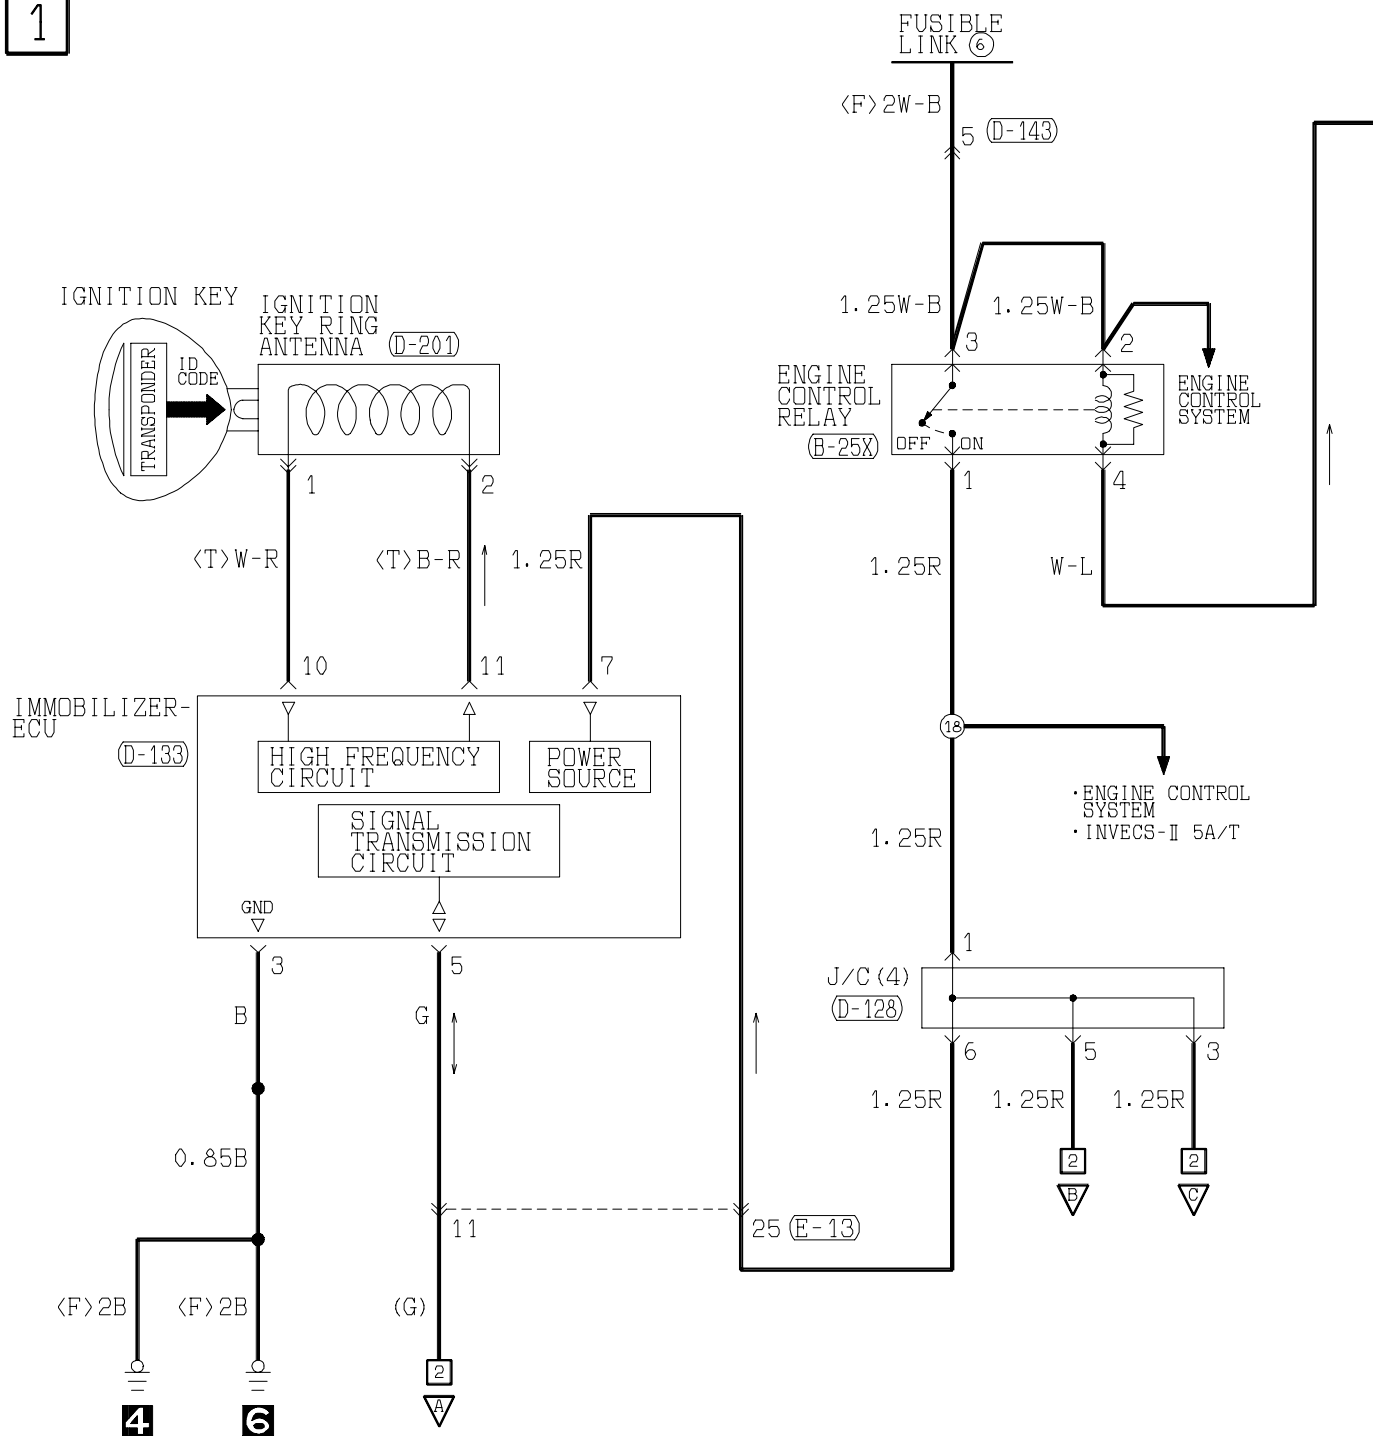 1
FUSIBLE
LINK 6
<F>2W-B
5 (D-143)
1.25W-B
1.25W-B
3
2
ENGINE
CONTROL
RELAY
(B-25X)
OFF ON
ENGINE
CONTROL
SYSTEM
1
4
IGNITION KEY
IGNITION
KEY RING
ANTENNA (D-201)
TRANSPONDER
ID
CODE
1
2
<T>W-R
<T>B-R
1.25R
1.25R
W-L
10
11
7
IMMOBILIZER-
ECU
(D-133)
HIGH FREQUENCY
CIRCUIT
POWER
SOURCE
SIGNAL
TRANSMISSION
CIRCUIT
GND
18
·ENGINE CONTROL
SYSTEM
·INVECS-Ⅱ 5A/T
1.25R
3
5
1
J/C(4)
(D-128)
B
G
6
5
3
1.25R
1.25R
1.25R
0.85B
2
2
B
C
11
25 (E-13)
<F>2B
<F>2B
(G)
2
4
6
A